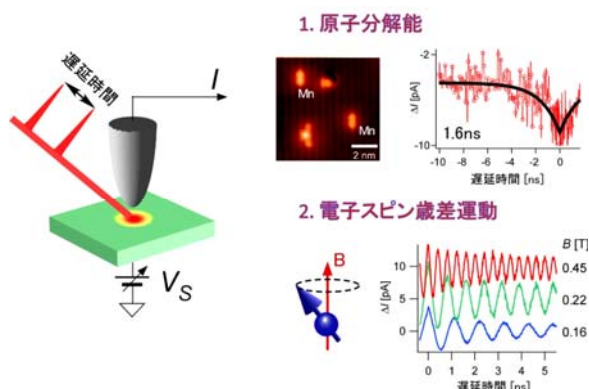 遅延時間
I
V_S
1. 原子分解能
Mn
Mn
2 nm
ΔI [pA]
-2
-10
1.6ns
-10 -8 -6 -4 -2 0
遅延時間 [ns]
2. 電子スピン歳差運動
B
ΔI [pA]
10
5
0
0 1 2 3 4 5
遅延時間 [ns]
B [T]
0.45
0.22
0.16